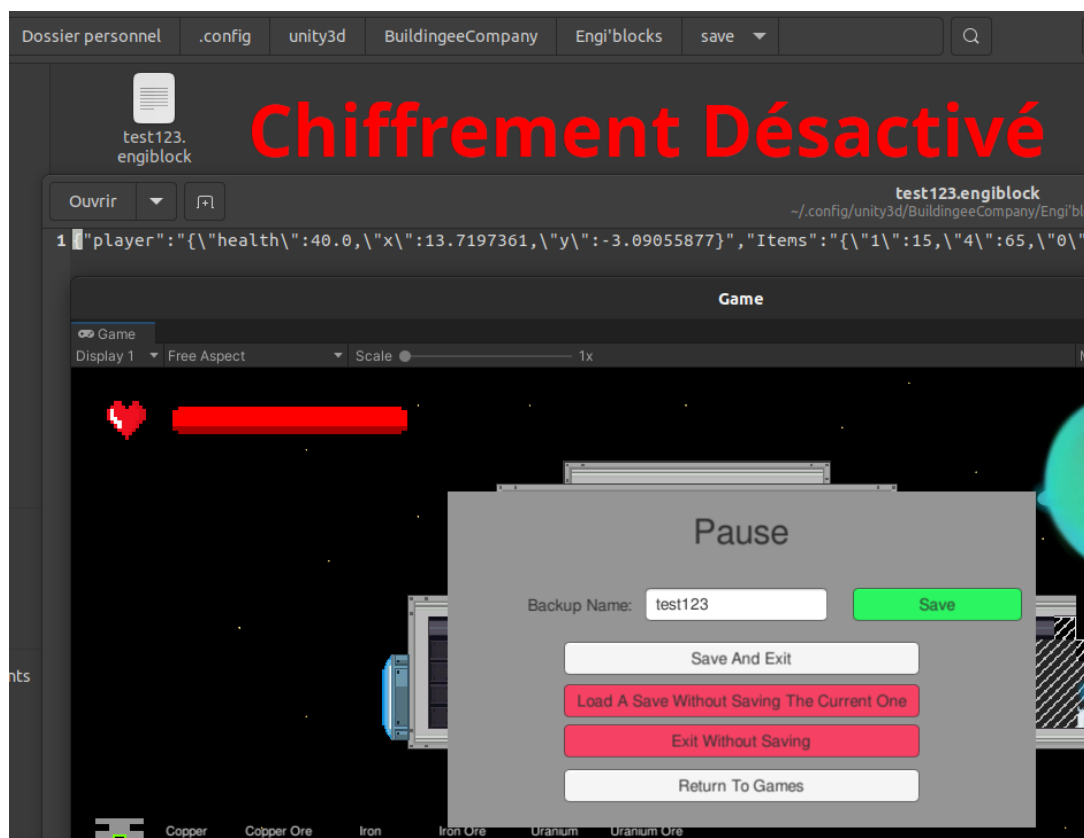 Dossier personnel .config unity3d BuildingeeCompany Engi'blocks save
test123.
engiblock
Chiffrement Désactivé
Ouvrir
test123.engiblock
~/.config/unity3d/BuildingeeCompany/Engi'bl
1 {"player":"{\"health\":40.0,\"x\":13.7197361,\"y\":-3.09055877}","Items":"{\"1\":15,\"4\":65,\"0\"
Game
Game
Display 1 Free Aspect Scale 1x
Pause
Backup Name: test123 Save
Save And Exit
nts
Load A Save Without Saving The Current One
Exit Without Saving
Return To Games
Copper Copper Ore Iron Iron Ore Uranium Uranium Ore